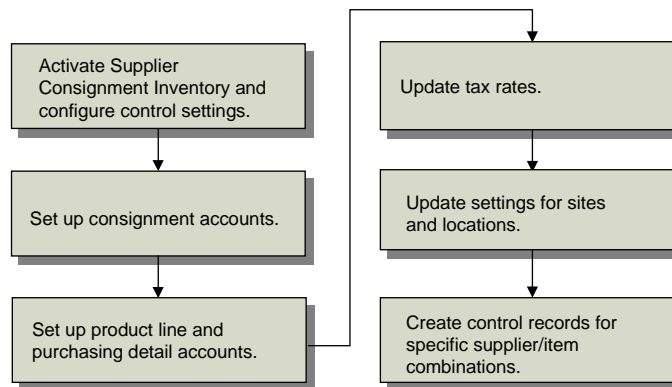 Activate Supplier
Consignment Inventory and
configure control settings.
Set up consignment accounts.
Set up product line and
purchasing detail accounts.
Update tax rates.
Update settings for sites
and locations.
Create control records for
specific supplier/item
combinations.